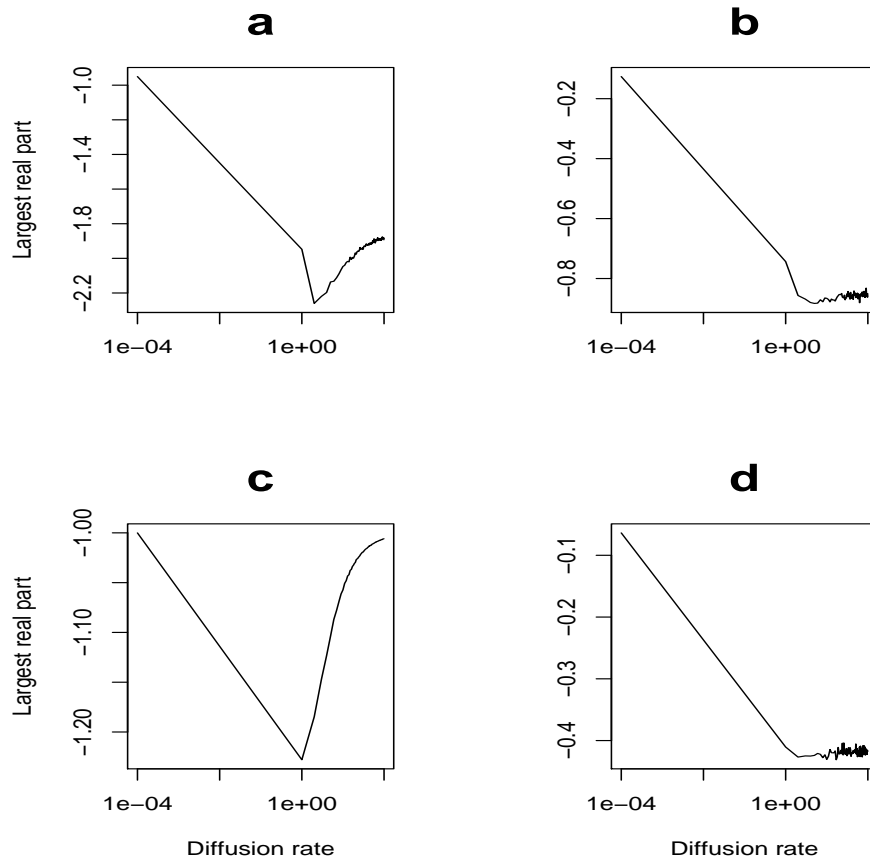 a
b
Largest real part
−1.0
−1.4
−1.8
−2.2
−0.2
−0.4
−0.6
−0.8
1e−04
1e+00
1e−04
1e+00
c
d
Largest real part
−1.00
−1.10
−1.20
−0.1
−0.2
−0.3
−0.4
1e−04
1e+00
1e−04
1e+00
Diffusion rate
Diffusion rate